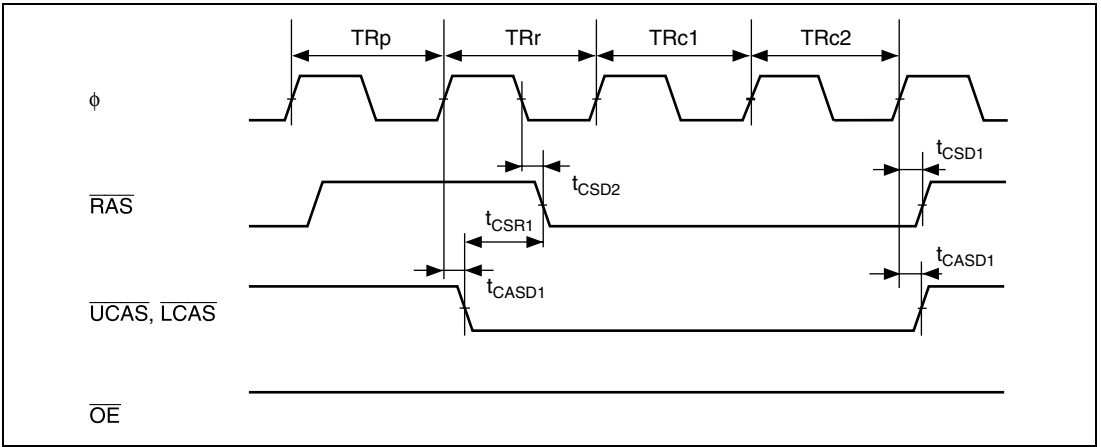 TRp TRr TRc1 TRc2
ϕ
tCSD1
tCSD2
RAS
tCSR1
tCASD1
tCASD1
UCAS, LCAS
OE